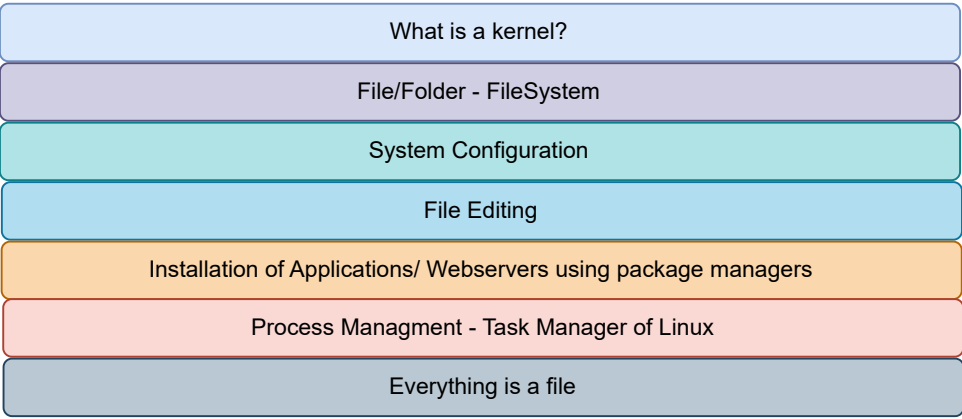 What is a kernel?
File/Folder - FileSystem
System Configuration
File Editing
Installation of Applications/ Webservers using package managers
Process Managment - Task Manager of Linux
Everything is a file